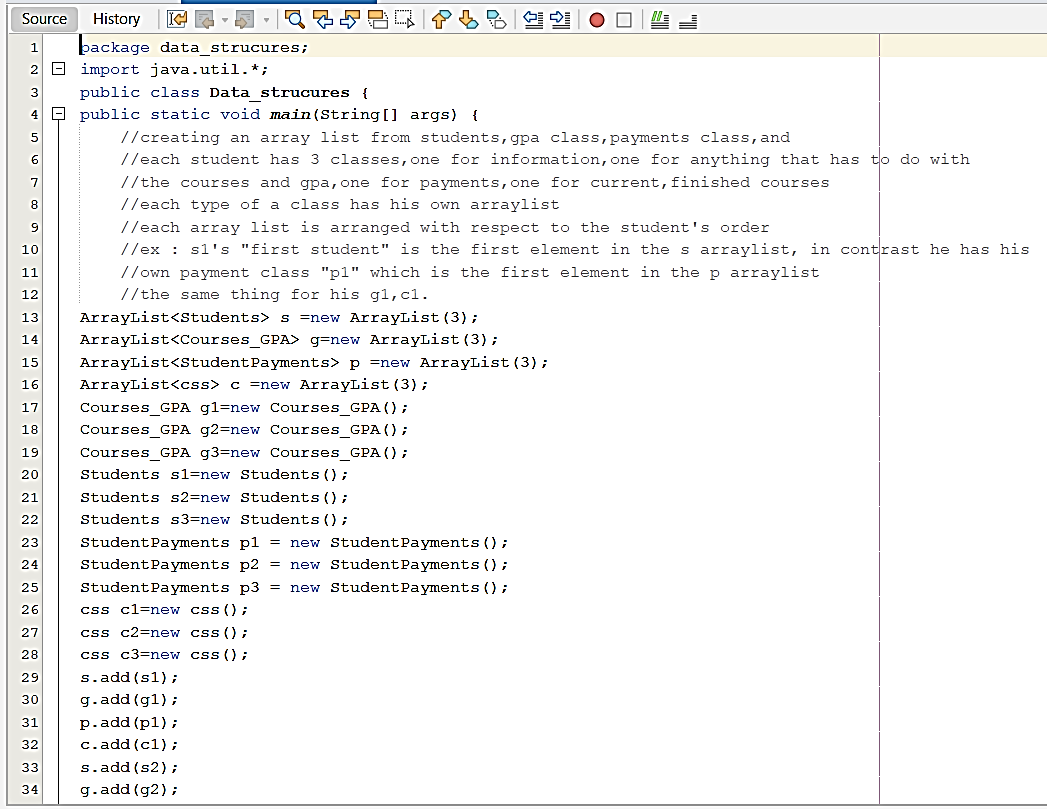 Source History
1 package data_strucures;
2 import java.util.*;
3 public class Data_strucures {
4 public static void main(String[] args) {
5 //creating an array list from students,gpa class,payments class,and
6 //each student has 3 classes,one for information,one for anything that has to do with
7 //the courses and gpa,one for payments,one for current,finished courses
8 //each type of a class has his own arraylist
9 //each array list is arranged with respect to the student's order
10 //ex : s1's "first student" is the first element in the s arraylist, in contrast he has his
11 //own payment class "p1" which is the first element in the p arraylist
12 //the same thing for his g1,c1.
13 ArrayList<Students> s =new ArrayList(3);
14 ArrayList<Courses_GPA> g=new ArrayList(3);
15 ArrayList<StudentPayments> p =new ArrayList(3);
16 ArrayList<css> c =new ArrayList(3);
17 Courses_GPA g1=new Courses_GPA();
18 Courses_GPA g2=new Courses_GPA();
19 Courses_GPA g3=new Courses_GPA();
20 Students s1=new Students();
21 Students s2=new Students();
22 Students s3=new Students();
23 StudentPayments p1 = new StudentPayments();
24 StudentPayments p2 = new StudentPayments();
25 StudentPayments p3 = new StudentPayments();
26 css c1=new css();
27 css c2=new css();
28 css c3=new css();
29 s.add(s1);
30 g.add(g1);
31 p.add(p1);
32 c.add(c1);
33 s.add(s2);
34 g.add(g2);